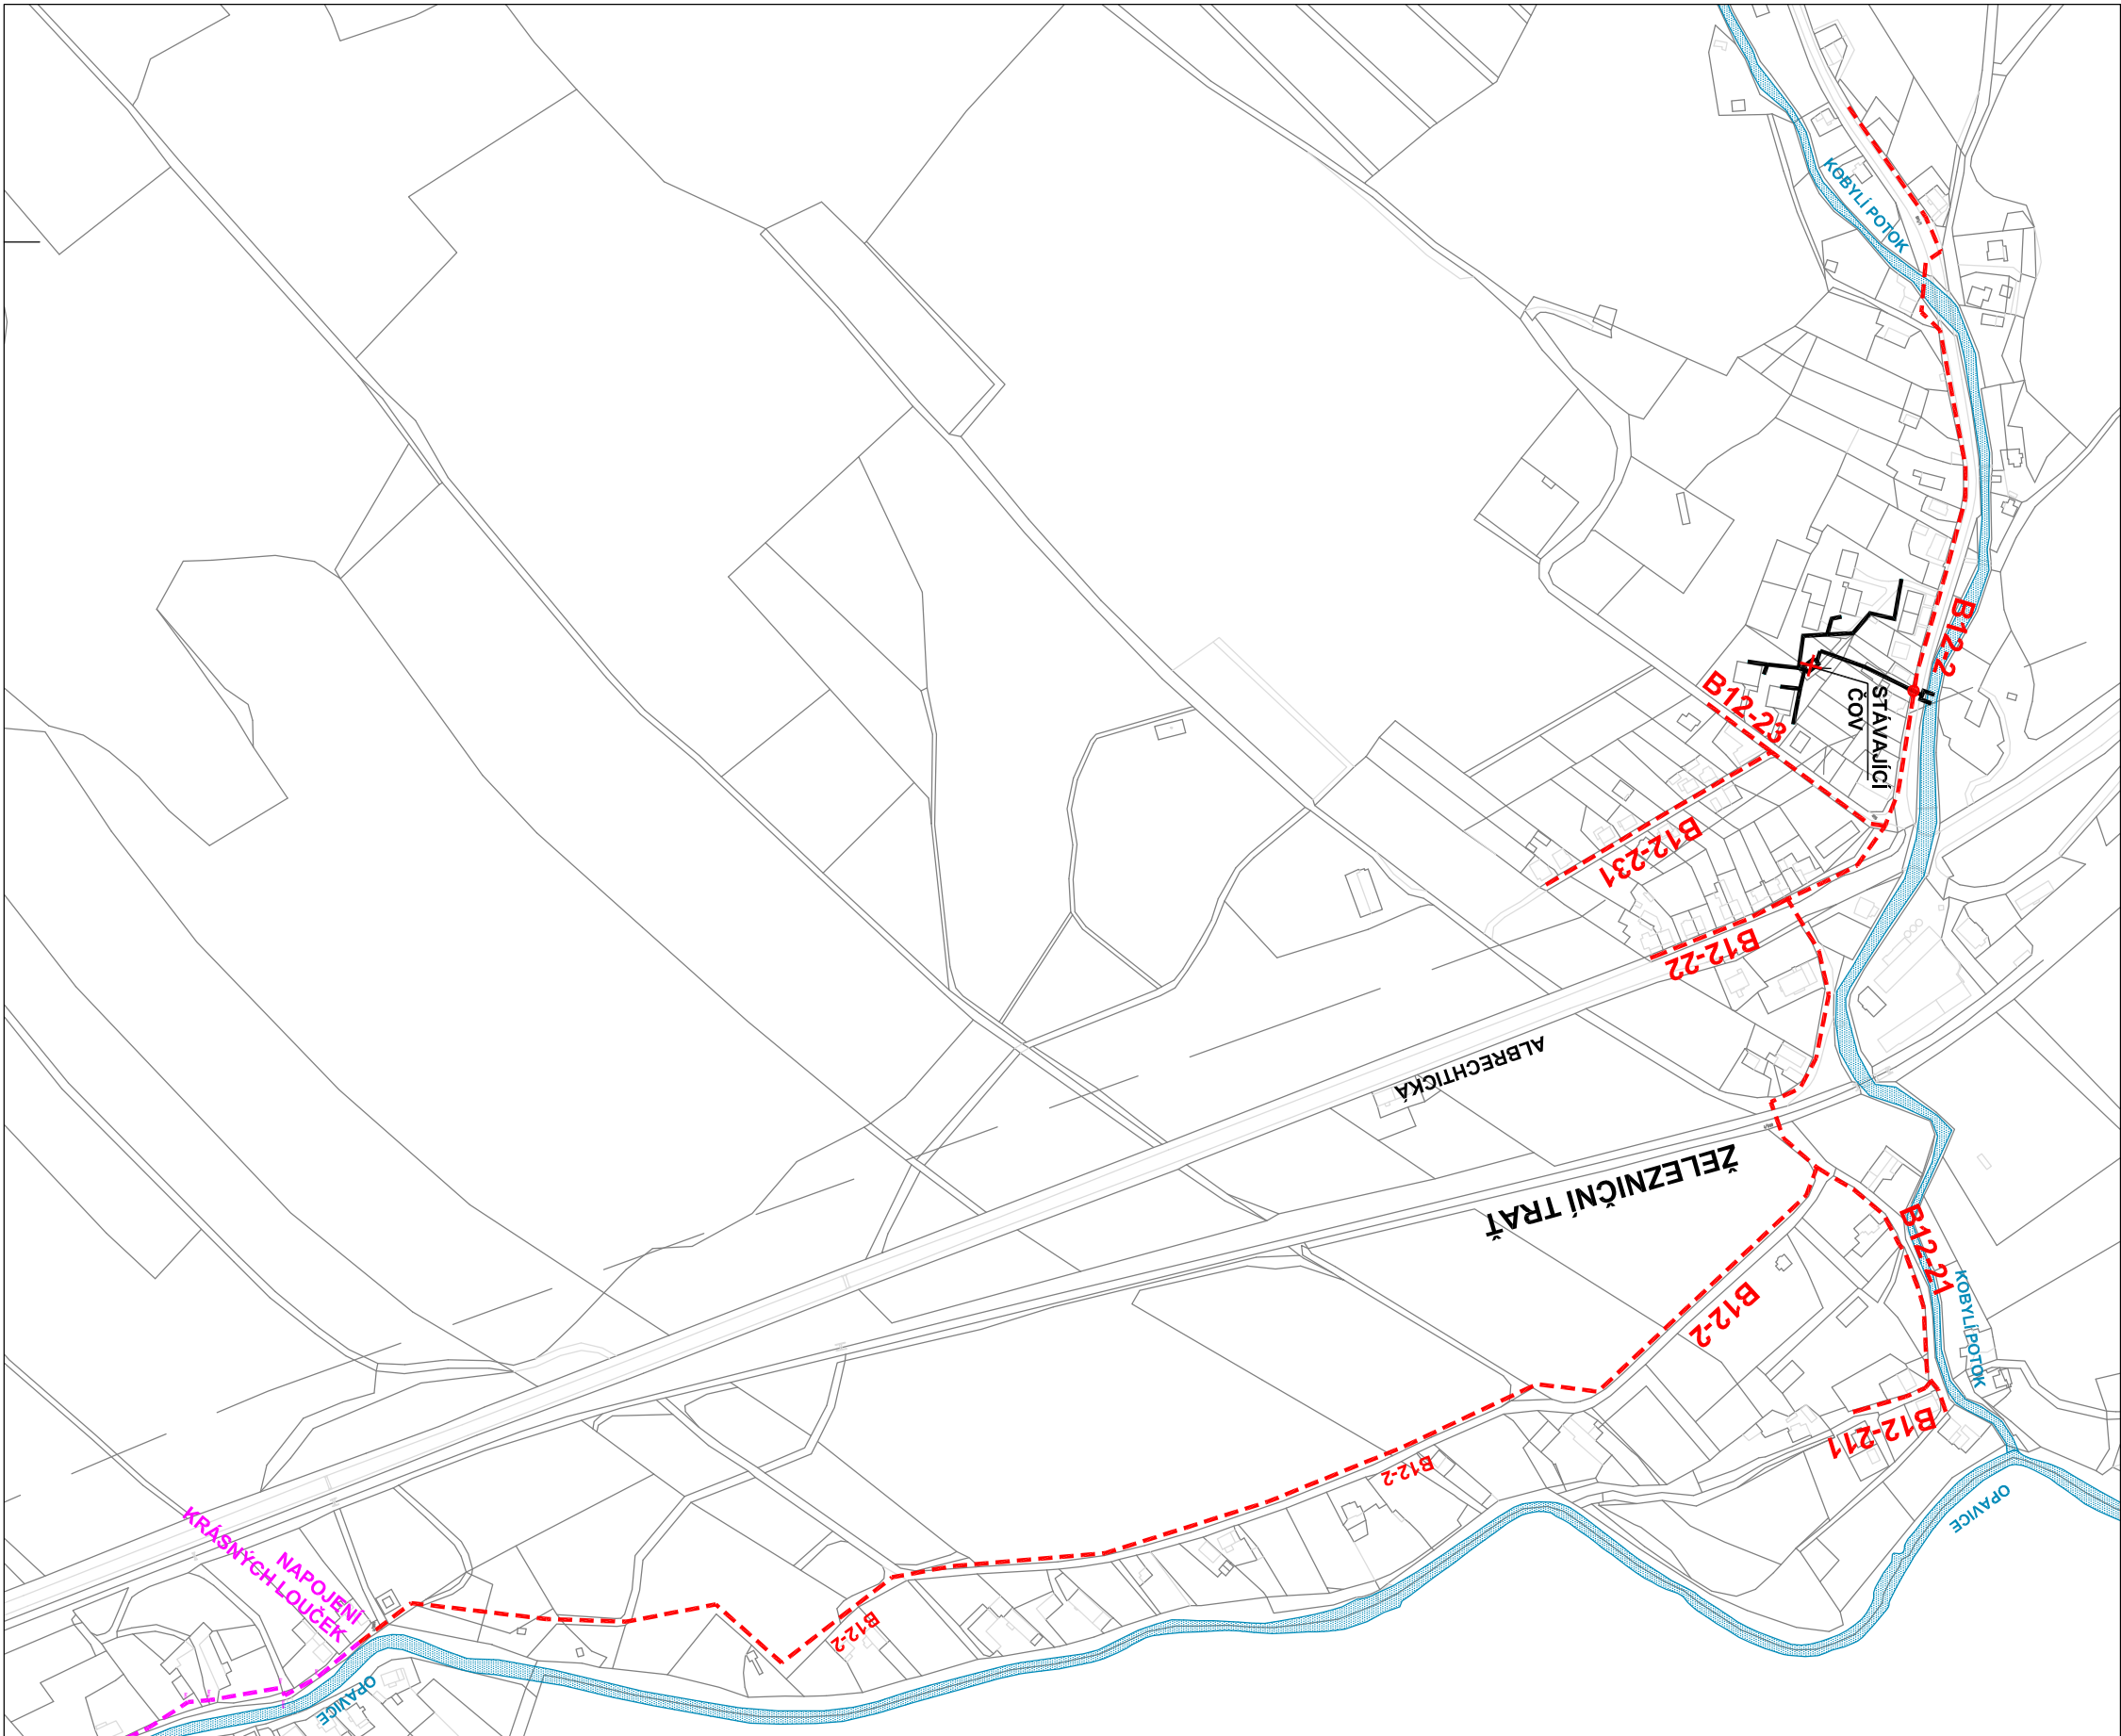 KOBYLÍ POTOK
B12-2
STÁVAJÍCÍ
ČOV
B12-23
B12-231
B12-22
ALBRECHTICKÁ
ŽELEZNIČNÍ TRAŤ
B12-21
KOBYLÍ POTOK
B12-2
B12-211
B12-2
OPAVICE
NAPOJENÍ
KRÁSNÝCH LOUČEK
B12-2
OPAVICE